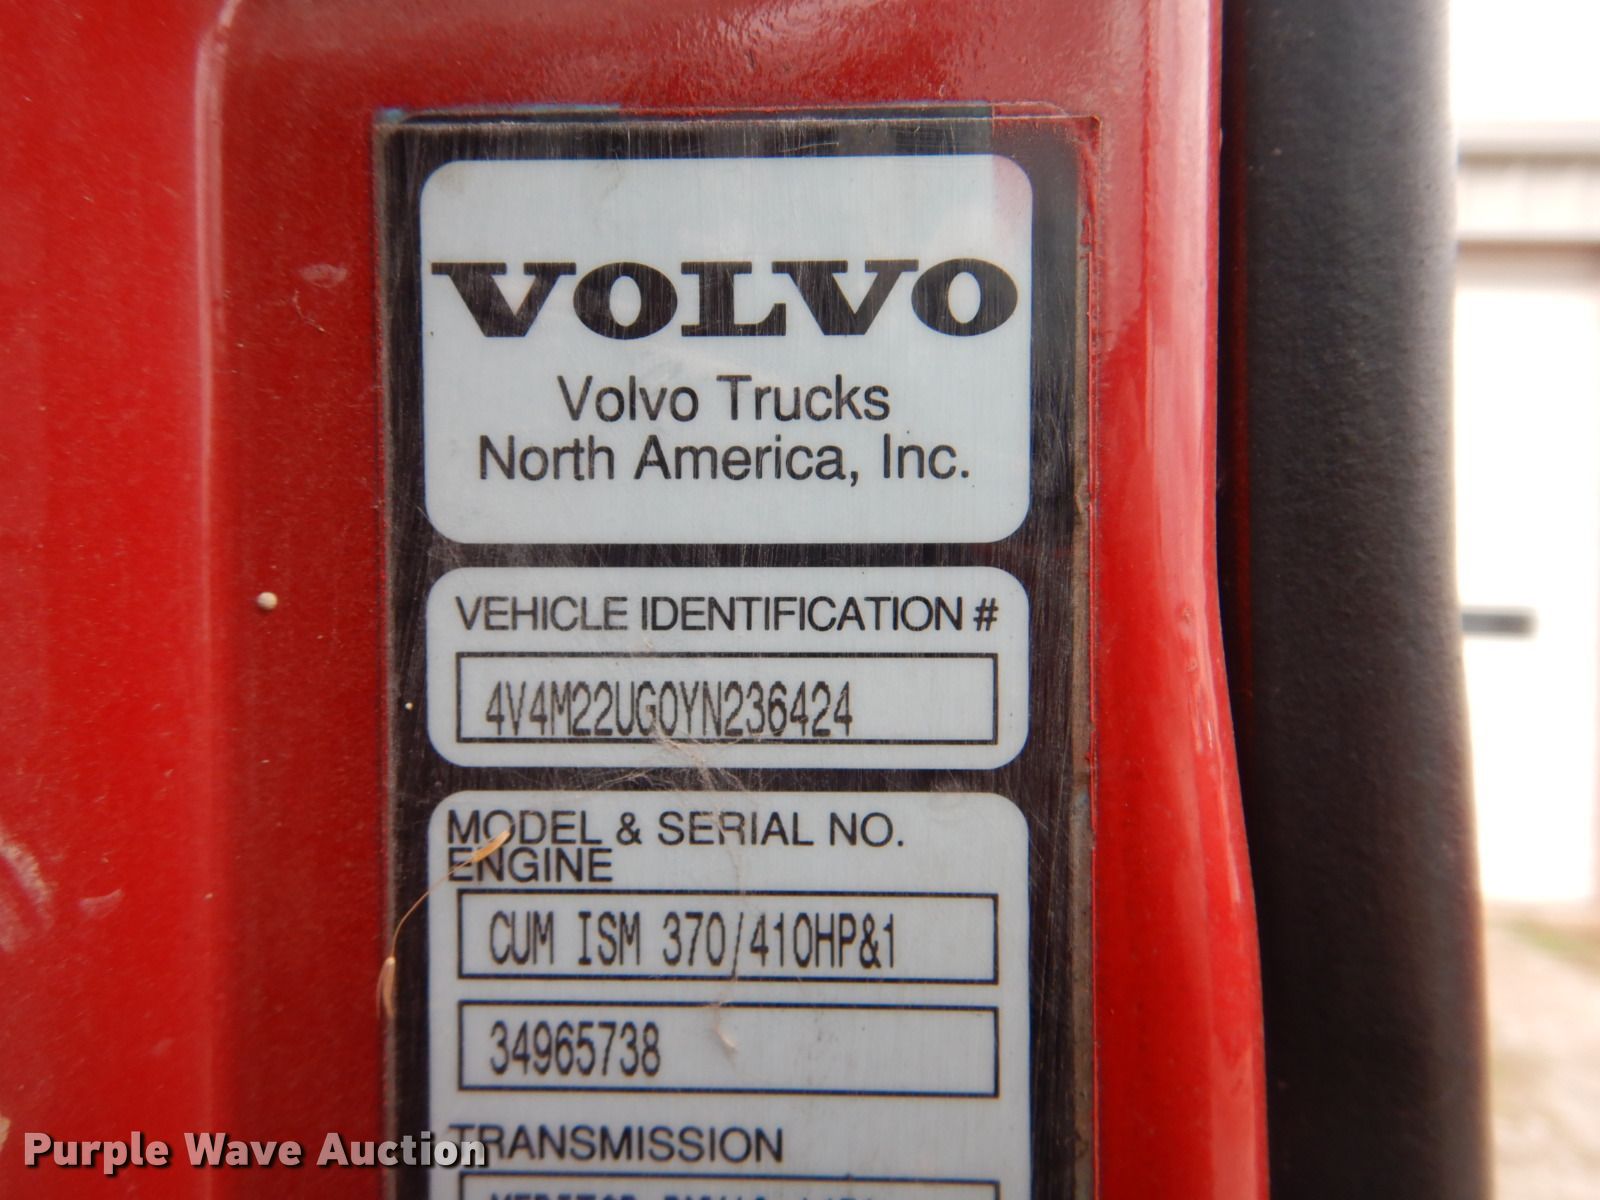 VOLVO
Volvo Trucks
North America, Inc.
VEHICLE IDENTIFICATION #
4V4M22UG0YN236424
MODEL & SERIAL NO.
ENGINE
CUM ISM 370/410HP&1
34965738
TRANSMISSION
Purple Wave Auction